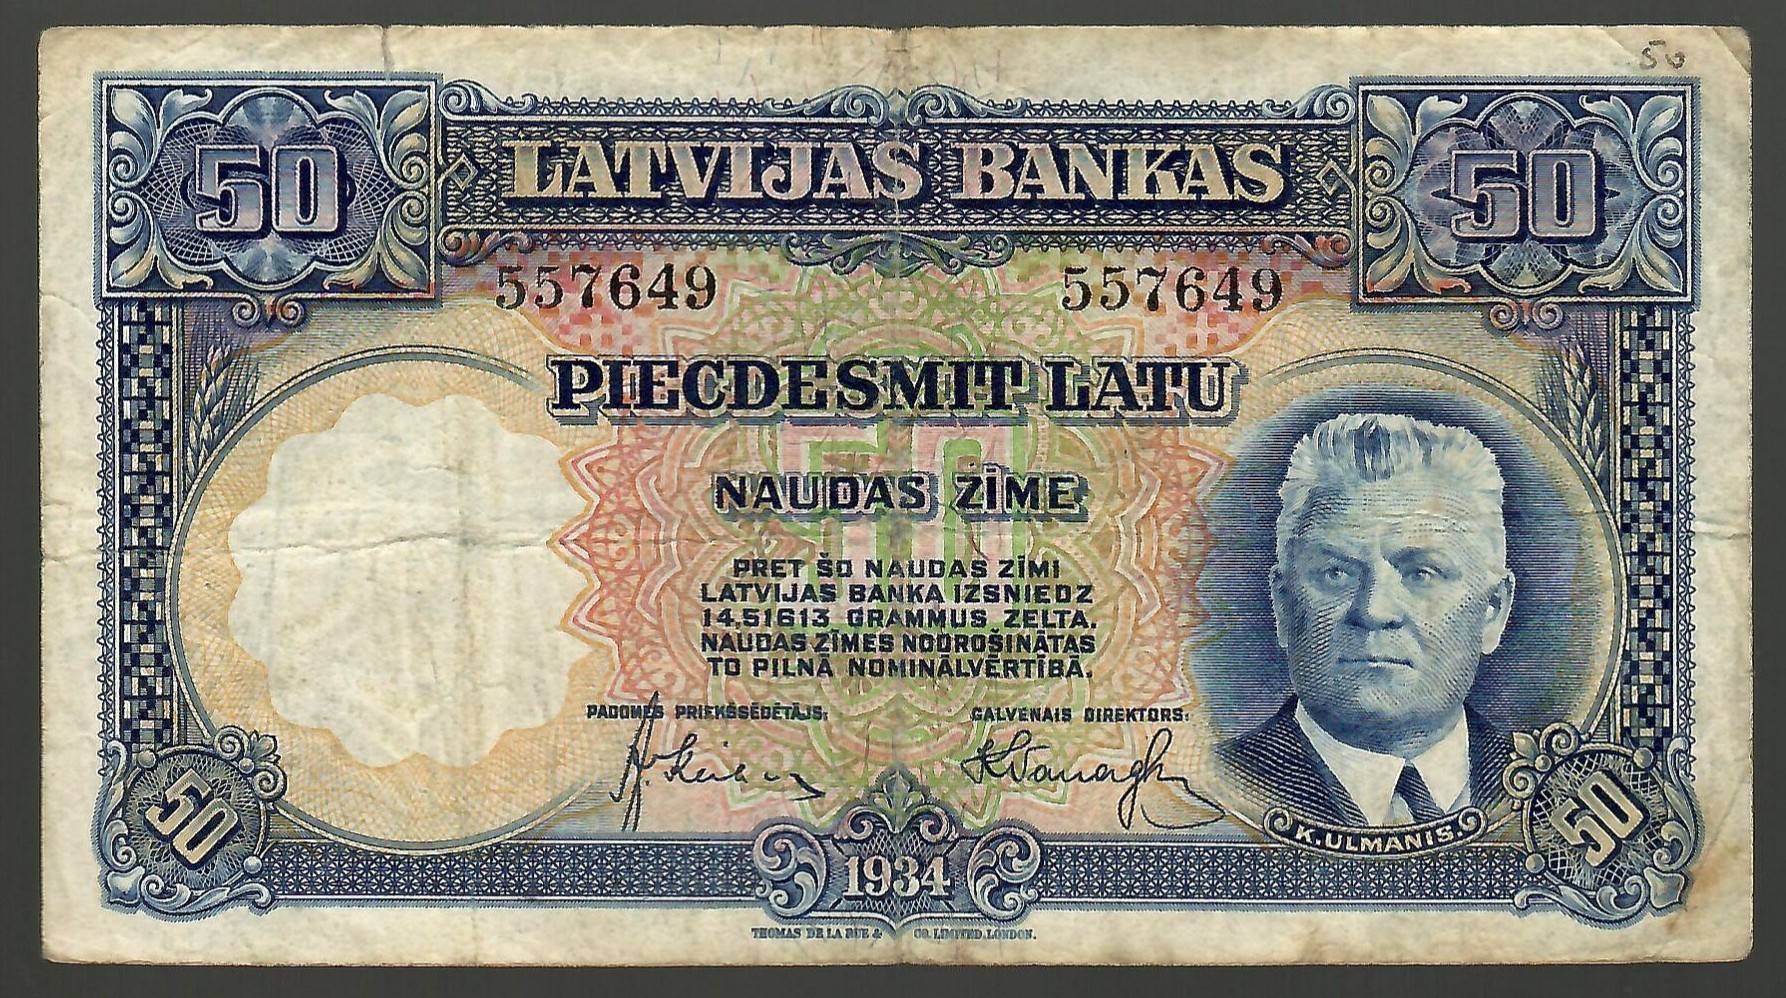 50
50 LATVIJAS BANKAS 50
557649 557649
PIECDESMIT LATU
NAUDAS ZĪME
PRET ŠO NAUDAS ZĪMI
LATVIJAS BANKA IZSNIEDZ
14,51613 GRAMMUS ZELTA.
NAUDAS ZĪMES NODROŠINĀTAS
TO PILNĀ NOMINĀLVĒRTĪBĀ.
PADOMES PRIEKŠSĒDĒTĀJS: GALVENAIS DIREKTORS:
K. ULMANIS.
50 1934 50
THOMAS DE LA RUE & CO. LIMITED, LONDON.